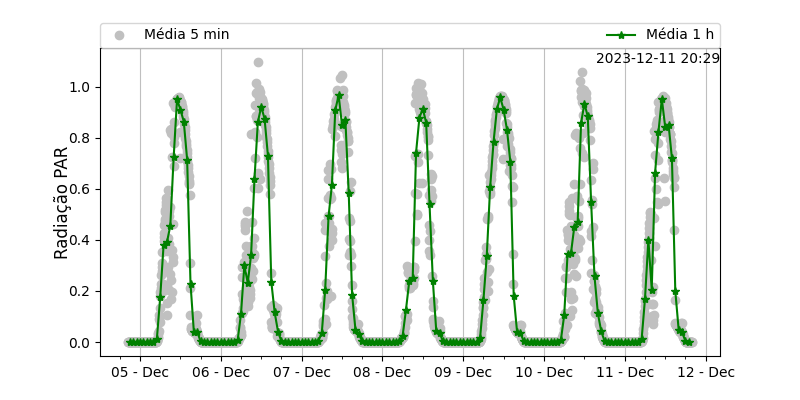 Média 5 min
Média 1 h
2023-12-11 20:29
Radiação PAR
1.0
0.8
0.6
0.4
0.2
0.0
05 - Dec
06 - Dec
07 - Dec
08 - Dec
09 - Dec
10 - Dec
11 - Dec
12 - Dec